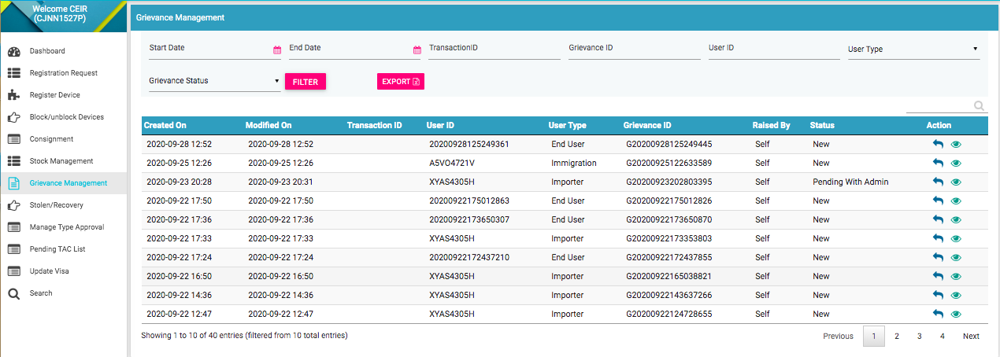 Welcome CEIR
(CJNN1527P)
Dashboard
Registration Request
Register Device
Block/unblock Devices
Consignment
Stock Management
Grievance Management
Stolen/Recovery
Manage Type Approval
Pending TAC List
Update Visa
Search
Grievance Management
Start Date End Date TransactionID Grievance ID User ID User Type
Grievance Status FILTER EXPORT
Created On Modified On Transaction ID User ID User Type Grievance ID Raised By Status Action
2020-09-28 12:52 2020-09-28 12:52 20200928125249361 End User G20200928125249445 Self New
2020-09-25 12:26 2020-09-25 12:26 A5VO4721V Immigration G20200925122633589 Self New
2020-09-23 20:28 2020-09-23 20:31 XYAS4305H Importer G20200923202803395 Self Pending With Admin
2020-09-22 17:50 2020-09-22 17:50 20200922175012863 End User G20200922175012826 Self New
2020-09-22 17:36 2020-09-22 17:36 20200922173650307 End User G20200922173650870 Self New
2020-09-22 17:33 2020-09-22 17:33 XYAS4305H Importer G20200922173353803 Self New
2020-09-22 17:24 2020-09-22 17:24 20200922172437210 End User G20200922172437855 Self New
2020-09-22 16:50 2020-09-22 16:50 XYAS4305H Importer G20200922165038821 Self New
2020-09-22 14:36 2020-09-22 14:36 XYAS4305H Importer G20200922143637266 Self New
2020-09-22 12:47 2020-09-22 12:47 XYAS4305H Importer G20200922124728655 Self New
Showing 1 to 10 of 40 entries (filtered from 10 total entries) Previous 1 2 3 4 Next